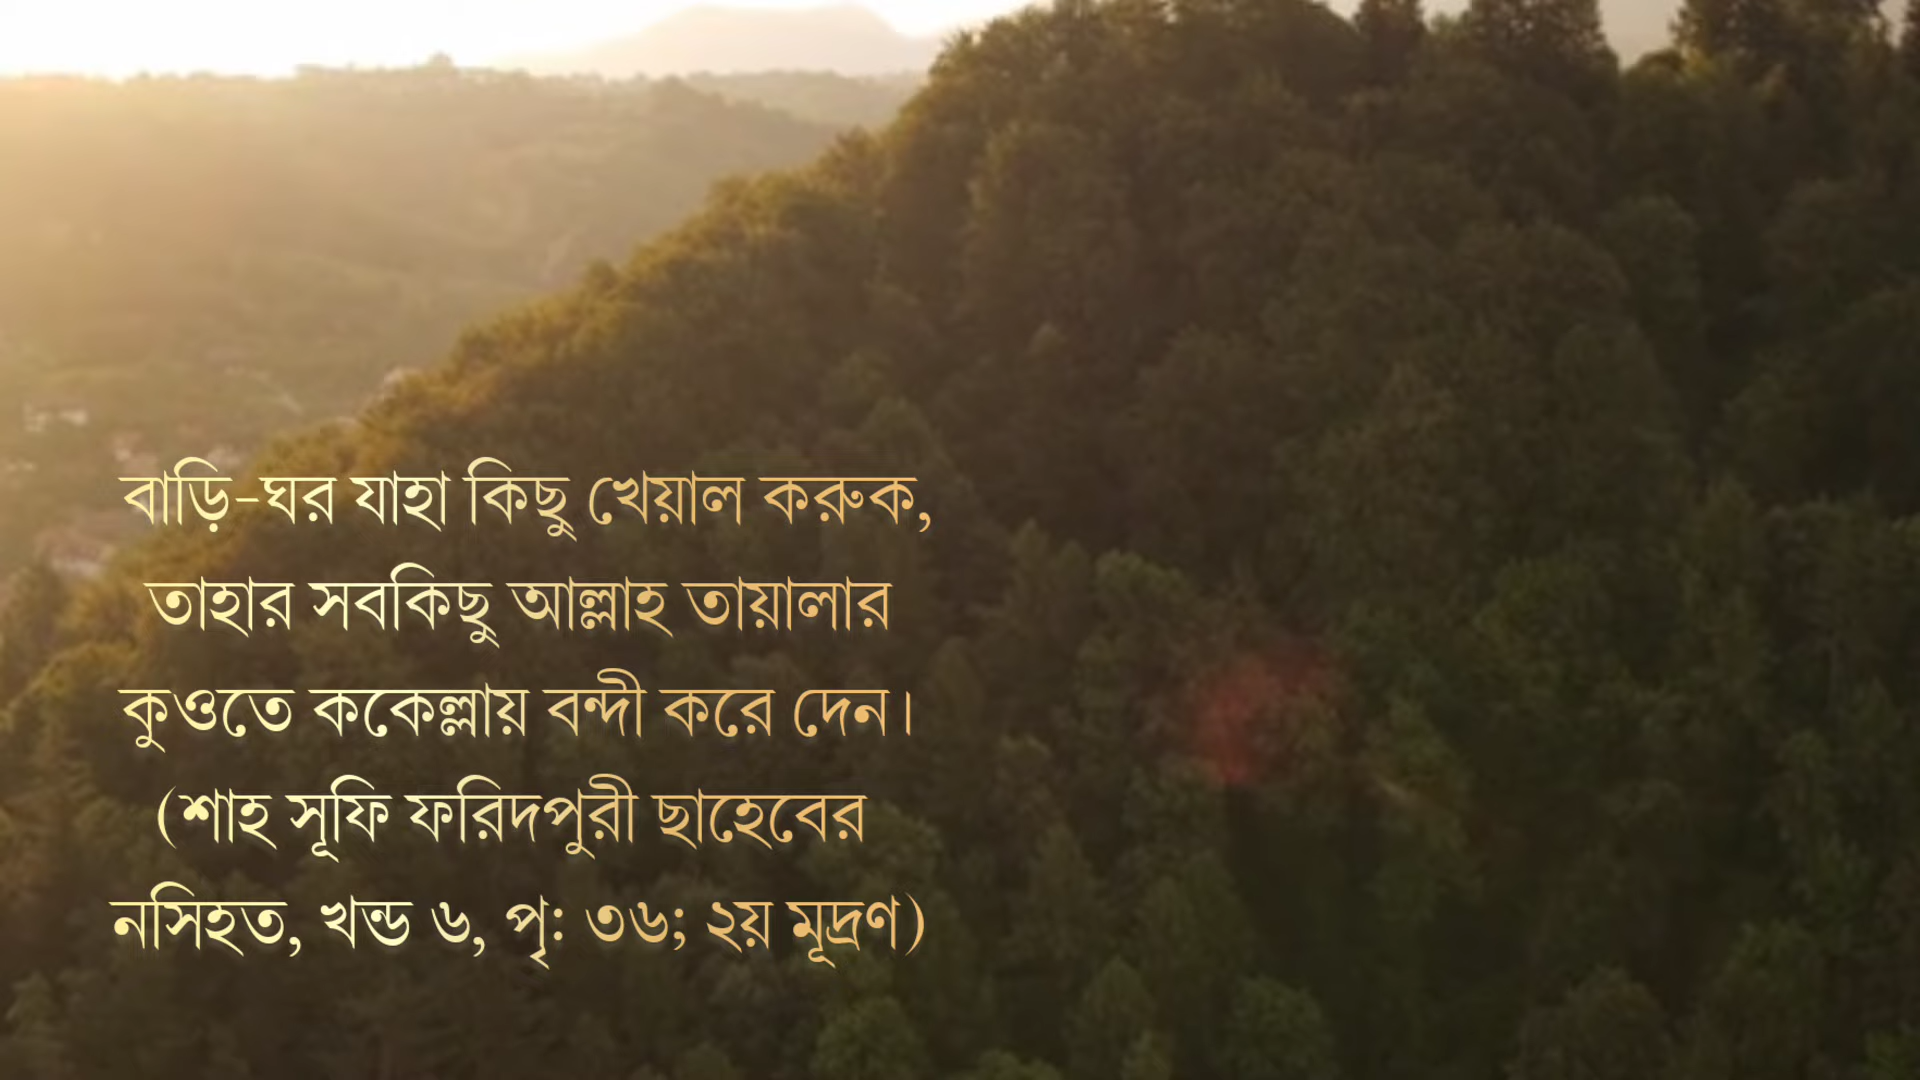 বাড়ি-ঘর যাহা কিছু খেয়াল করুক,
তাহার সবকিছু আল্লাহ তায়ালার
কুওতে ককেল্লায় বন্দী করে দেন।
(শাহ সূফি ফরিদপুরী ছাহেবের
নসিহত, খন্ড ৬, পৃ: ৩৬; ২য় মূদ্রণ)